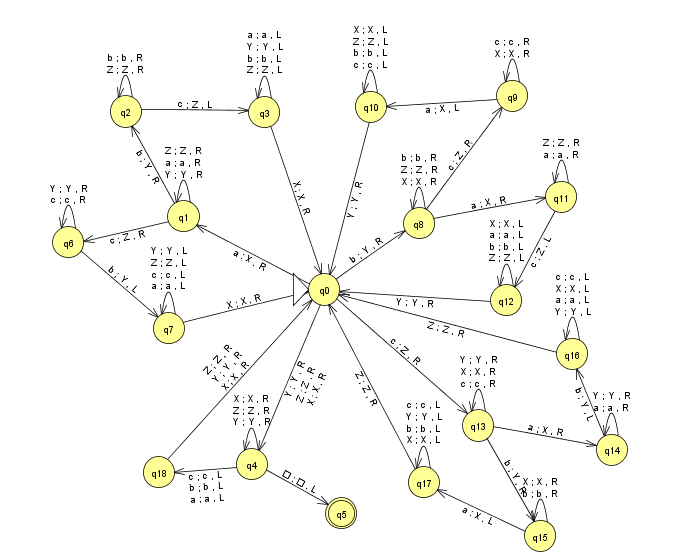 a ; a , L
Y ; Y , L
b ; b , L
Z ; Z , L
X ; X , L
Z ; Z , L
b ; b , L
c ; c , L
c ; c , R
X ; X , R
b ; b , R
Z ; Z , R
q2
c ; Z , L
q3
q10
a ; X , L
q9
b ; Y , R
Z ; Z , R
a ; a , R
Y ; Y , R
X ; X , R
Y ; Y , R
b ; b , R
Z ; Z , R
X ; X , R
c ; Z , R
Z ; Z , R
a ; a , R
Y ; Y , R
c ; c , R
q1
q8
a ; X , R
q11
q6
c ; Z , R
Y ; Y , L
Z ; Z , L
c ; c , L
a ; a , L
a ; X , R
b ; Y , R
X ; X , L
a ; a , L
b ; b , L
Z ; Z , L
c ; Z , L
b ; Y , L
q7
X ; X , R
q0
Y ; Y , R
q12
c ; c , L
X ; X , L
a ; a , L
Y ; Y , L
Z ; Z , R
q16
Z ; Z , R
Y ; Y , R
X ; X , R
Y ; Y , R
Z ; Z , R
X ; X , R
Z ; Z , R
c ; Z , R
Y ; Y , R
X ; X , R
c ; c , R
b ; Y , L
Y ; Y , R
a ; a , R
X ; X , R
Z ; Z , R
Y ; Y , R
c ; c , L
Y ; Y , L
b ; b , L
X ; X , L
q13
a ; X , R
q14
q18
c ; c , L
b ; b , L
a ; a , L
q4
□ ; □ , L
q5
q17
a ; X , L
b ; Y , R
X ; X , R
b ; b , R
q15